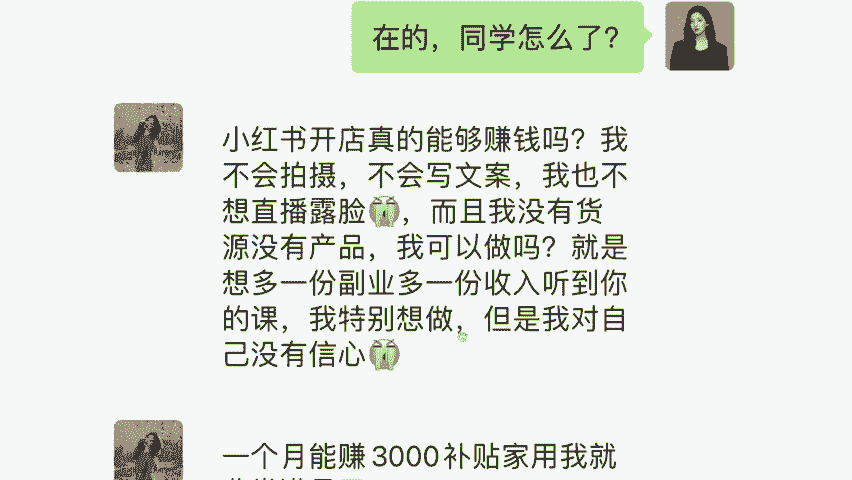 在的，同学怎么了？
小红书开店真的能够赚钱吗？我
不会拍摄，不会写文案，我也不
想直播露脸😭，而且我没有货
源没有产品，我可以做吗？就是
想多一份副业多一份收入听到你
的课，我特别想做，但是我对自
己没有信心😭
一个月能赚3000补贴家用我就